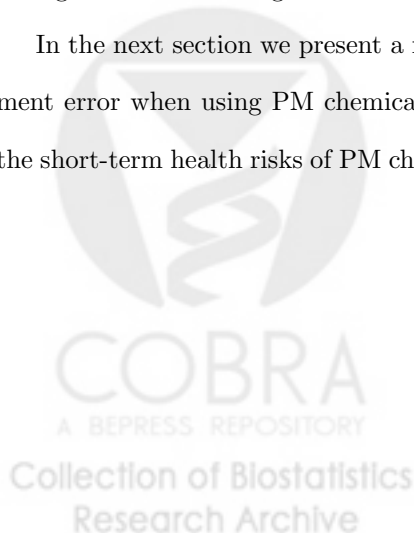 In the next section we present a
ment error when using PM chemica
the short-term health risks of PM ch
COBRA
A BEPRESS REPOSITORY
Collection of Biostatistics
Research Archive